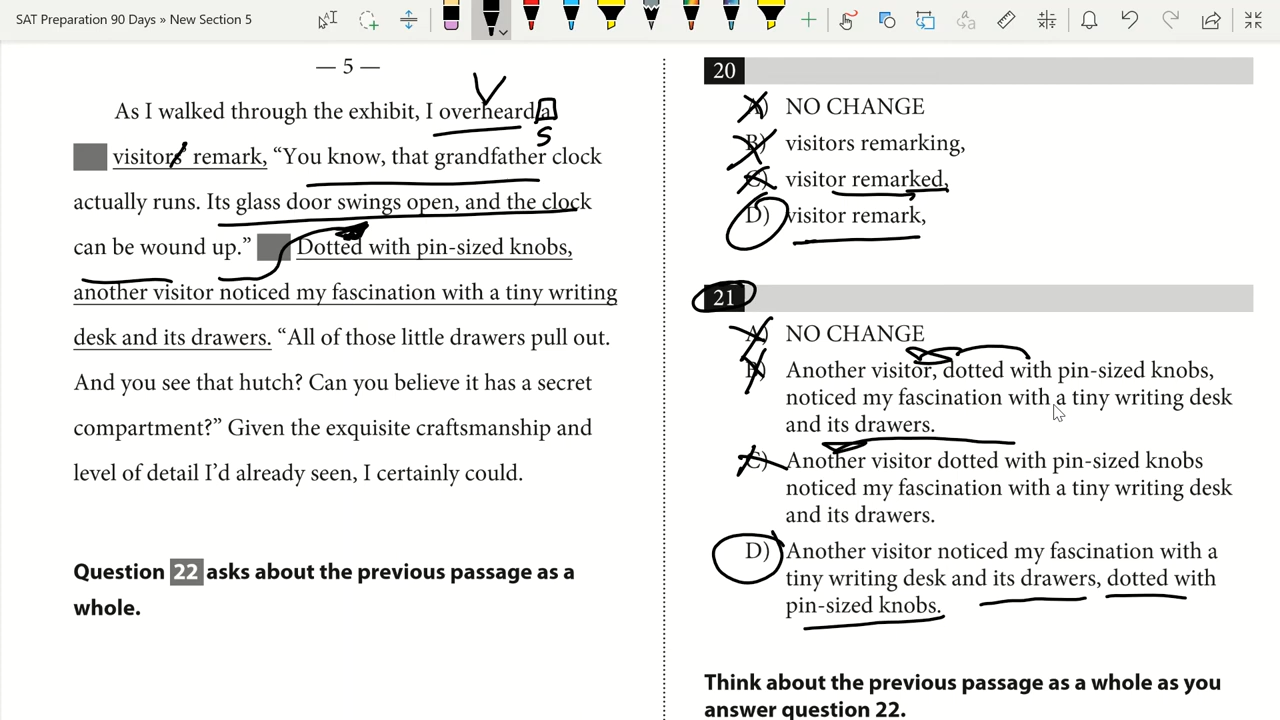 SAT Preparation 90 Days » New Section 5
— 5 —
As I walked through the exhibit, I overheard a
s
visitors’ remark, “You know, that grandfather clock
actually runs. Its glass door swings open, and the clock
can be wound up.” Dotted with pin-sized knobs,
another visitor noticed my fascination with a tiny writing
desk and its drawers. “All of those little drawers pull out.
And you see that hutch? Can you believe it has a secret
compartment?” Given the exquisite craftsmanship and
level of detail I’d already seen, I certainly could.
Question 22 asks about the previous passage as a
whole.
20
A) NO CHANGE
B) visitors remarking,
C) visitor remarked,
D) visitor remark,
21
A) NO CHANGE
B) Another visitor, dotted with pin-sized knobs,
noticed my fascination with a tiny writing desk
and its drawers.
C) Another visitor dotted with pin-sized knobs
noticed my fascination with a tiny writing desk
and its drawers.
D) Another visitor noticed my fascination with a
tiny writing desk and its drawers, dotted with
pin-sized knobs.
Think about the previous passage as a whole as you
answer question 22.